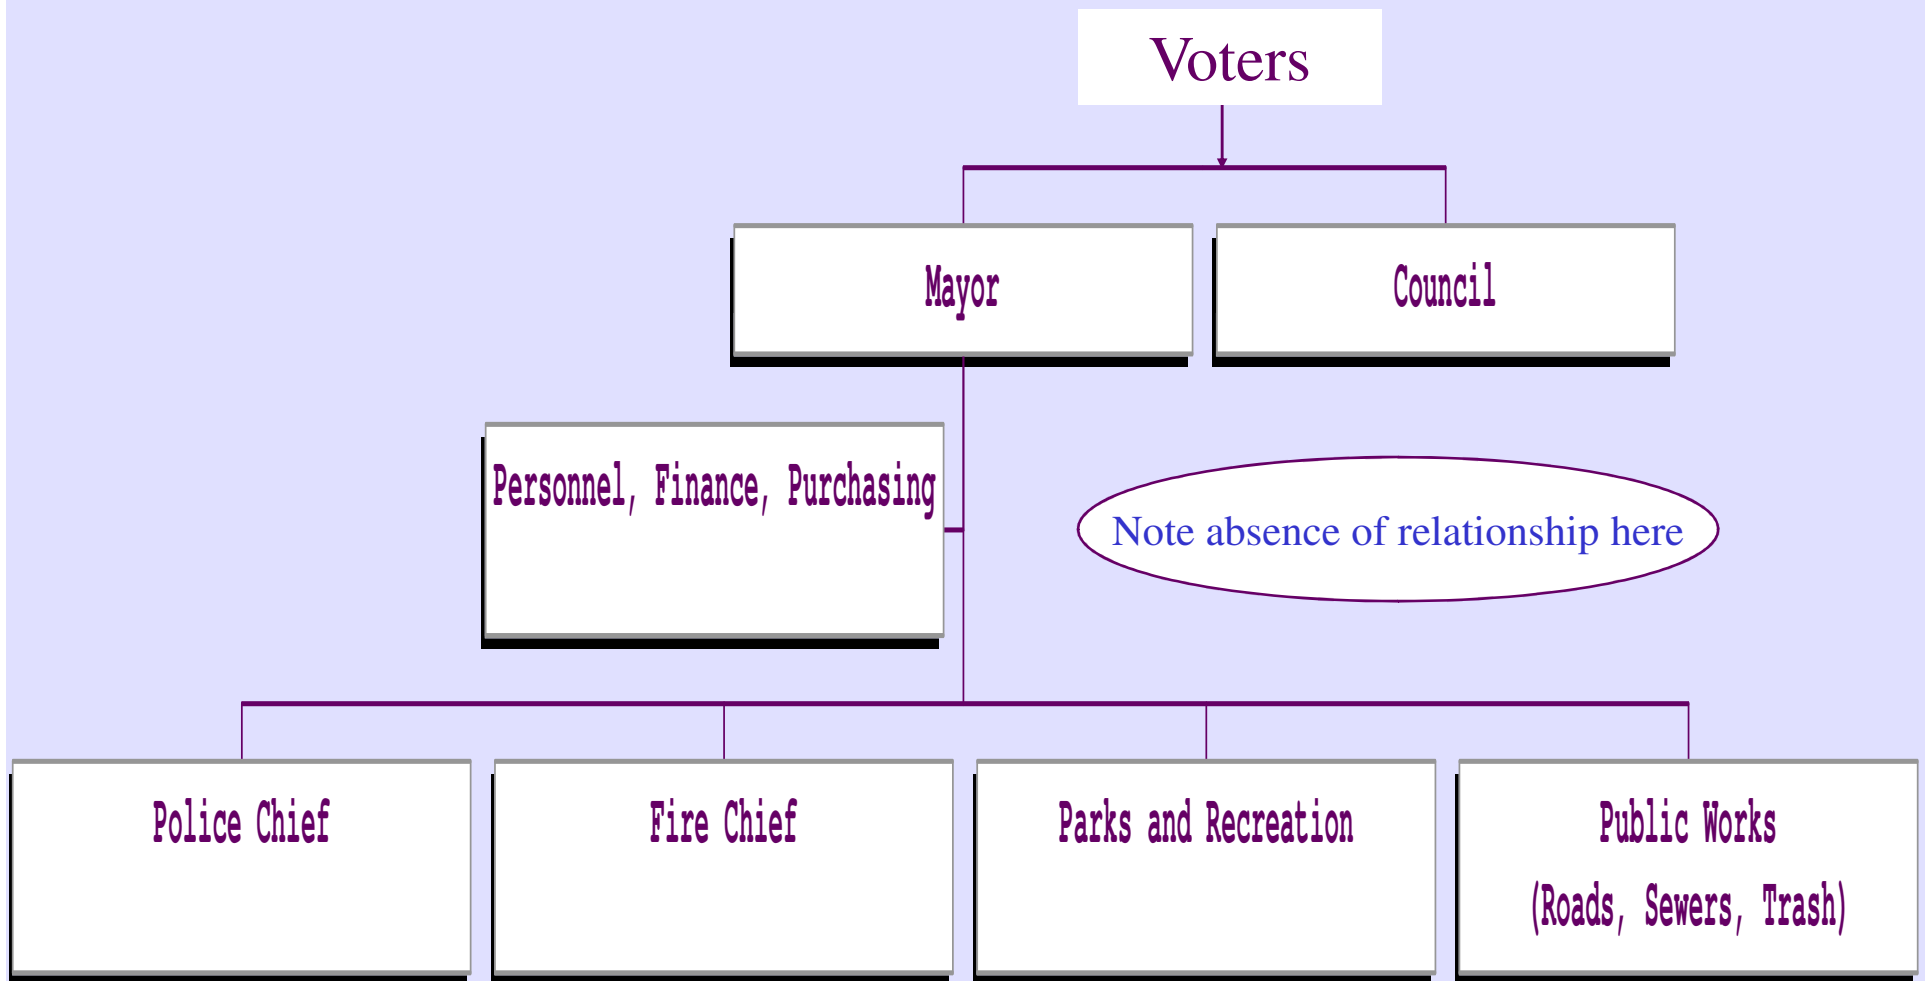 Voters
Mayor
Council
Personnel, Finance, Purchasing
Note absence of relationship here
Police Chief
Fire Chief
Parks and Recreation
Public Works
(Roads, Sewers, Trash)